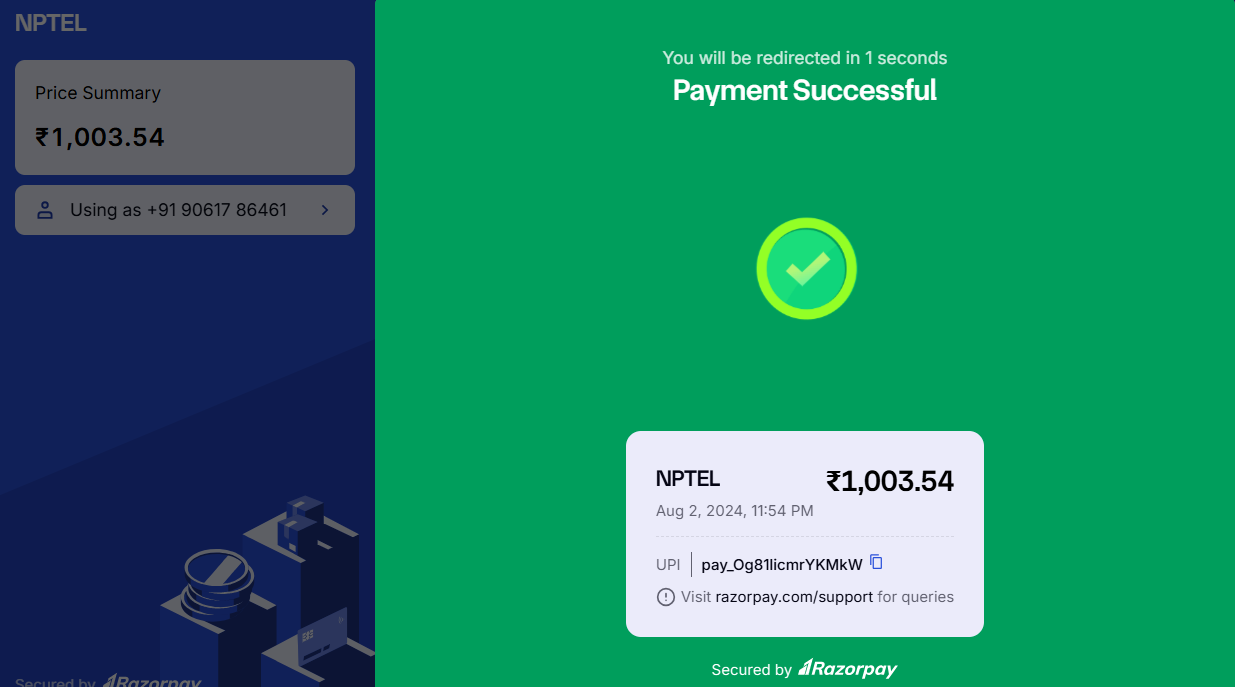 NPTEL
Price Summary
₹1,003.54
Using as +91 90617 86461
Secured by Razorpay
You will be redirected in 1 seconds
Payment Successful
NPTEL ₹1,003.54
Aug 2, 2024, 11:54 PM
UPI pay_Og81licmrYKMkW
Visit razorpay.com/support for queries
Secured by Razorpay